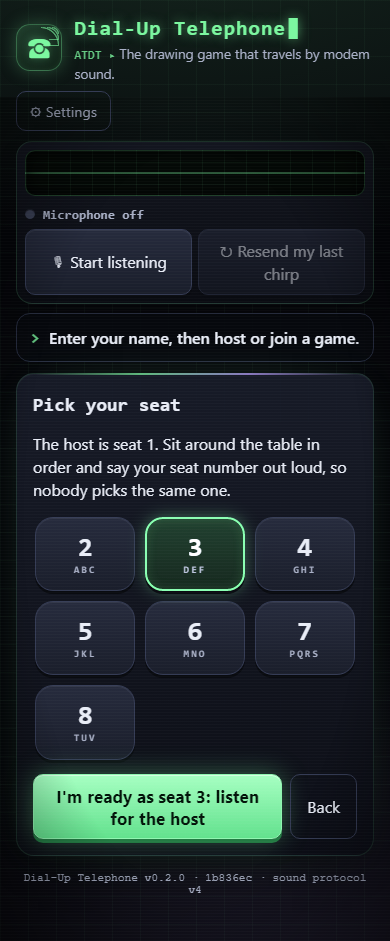 Dial-Up Telephone
ATDT ▸ The drawing game that travels by modem
sound.
⚙ Settings
Microphone off
🎙 Start listening
↻ Resend my last
chirp
> Enter your name, then host or join a game.
Pick your seat
The host is seat 1. Sit around the table in
order and say your seat number out loud, so
nobody picks the same one.
2
ABC
3
DEF
4
GHI
5
JKL
6
MNO
7
PQRS
8
TUV
I'm ready as seat 3: listen
for the host
Back
Dial-Up Telephone v0.2.0 · 1b836ec · sound protocol
v4